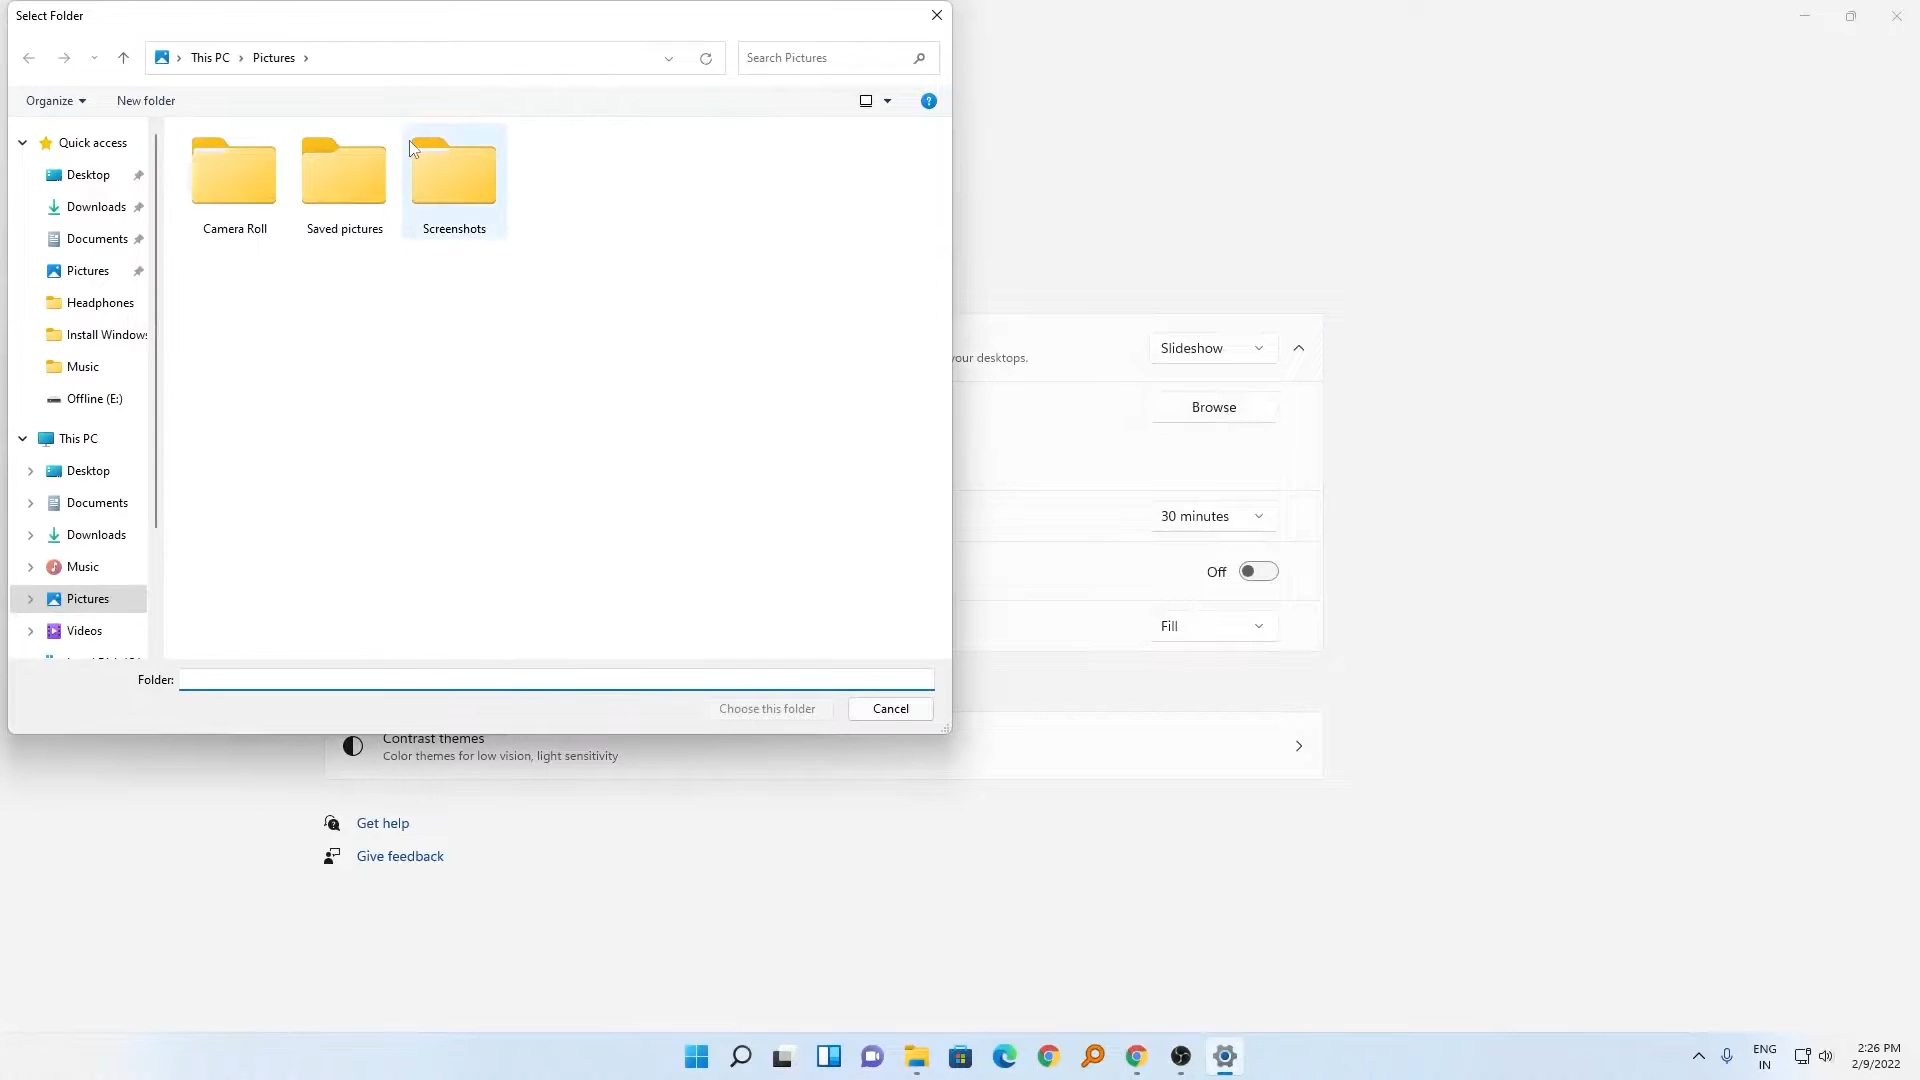 Select Folder
This PC > Pictures >
Search Pictures
Organize
New folder
Quick access
Desktop
Downloads
Documents
Pictures
Headphones
Install Windows
Music
Offline (E:)
This PC
Desktop
Documents
Downloads
Music
Pictures
Videos
Camera Roll
Saved pictures
Screenshots
Folder:
Choose this folder
Cancel
your desktops.
Slideshow
Browse
30 minutes
Off
Fill
Contrast themes
Color themes for low vision, light sensitivity
Get help
Give feedback
ENG
IN
2:26 PM
2/9/2022